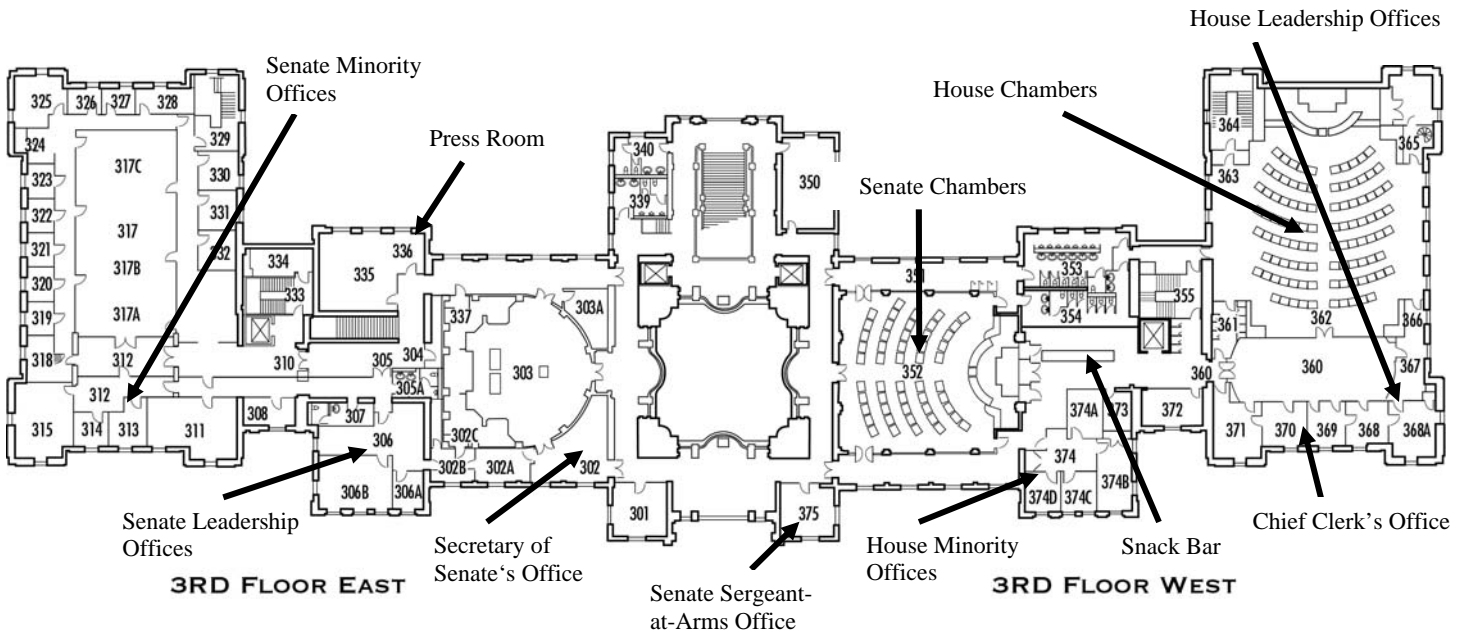 House Leadership Offices
Senate Minority
Offices
House Chambers
Press Room
Senate Chambers
325
326
327
328
324
329
317C
323
330
322
331
317
321
332
317B
320
319
317A
318
312
312
315
314
313
311
334
333
310
308
336
335
305
304
305A
307
306
306B
306A
337
303A
303
302C
302B
302A
302
340
339
350
301
375
351
352
353
354
355
374A
373
374
374D
374C
374B
372
364
365
363
362
361
366
360
360
367
371
370
369
368
368A
Senate Leadership
Offices
Secretary of
Senate‘s Office
Senate Sergeant-
at-Arms Office
House Minority
Offices
Snack Bar
Chief Clerk’s Office
3RD FLOOR EAST
3RD FLOOR WEST